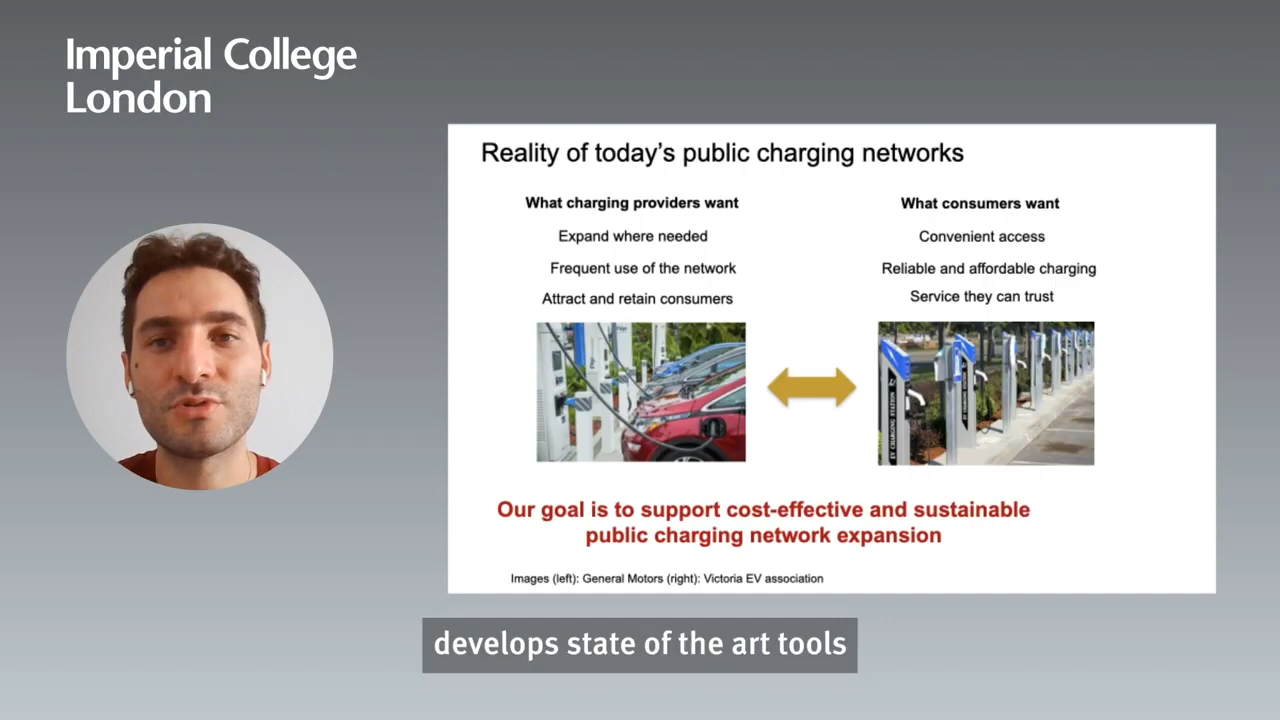 Imperial College
London
Reality of today's public charging networks
What charging providers want
What consumers want
Expand where needed
Convenient access
Frequent use of the network
Reliable and affordable charging
Attract and retain consumers
Service they can trust
EV CHARGING STATION
Our goal is to support cost-effective and sustainable
public charging network expansion
Images (left): General Motors (right): Victoria EV association
develops state of the art tools